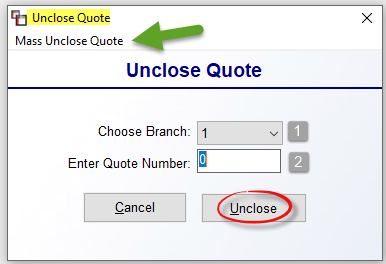 Unclose Quote
Mass Unclose Quote
Unclose Quote
Choose Branch: 1 1
Enter Quote Number: 0 2
Cancel Unclose